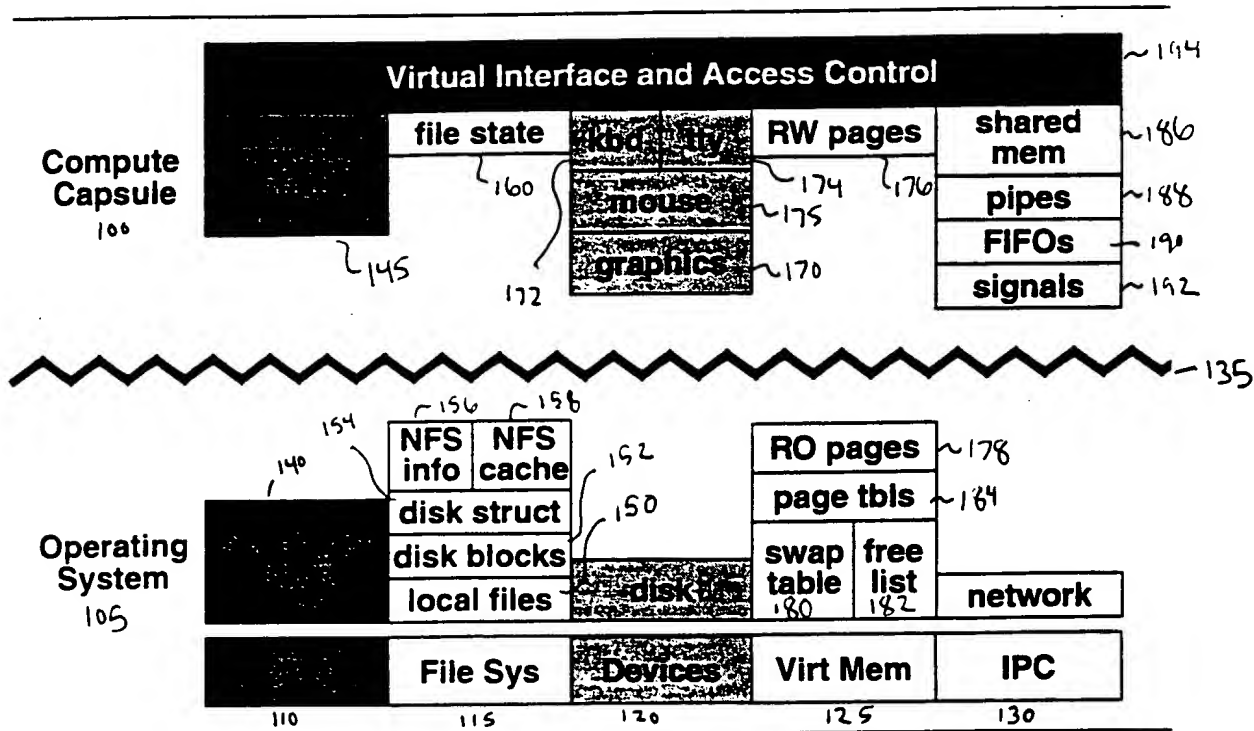 Virtual Interface and Access Control
194
Compute
Capsule
100
145
file state
160
kbd tty
172
174
mouse
175
graphics
170
RW pages
176
shared
mem
186
pipes
188
FIFOs
190
signals
192
135
Operating
System
105
140
154
156
158
NFS
info
NFS
cache
disk struct
152
disk blocks
150
local files
disk
RO pages
178
page tbls
184
swap
table
180
free
list
182
network
File Sys
Devices
Virt Mem
IPC
110
115
120
125
130